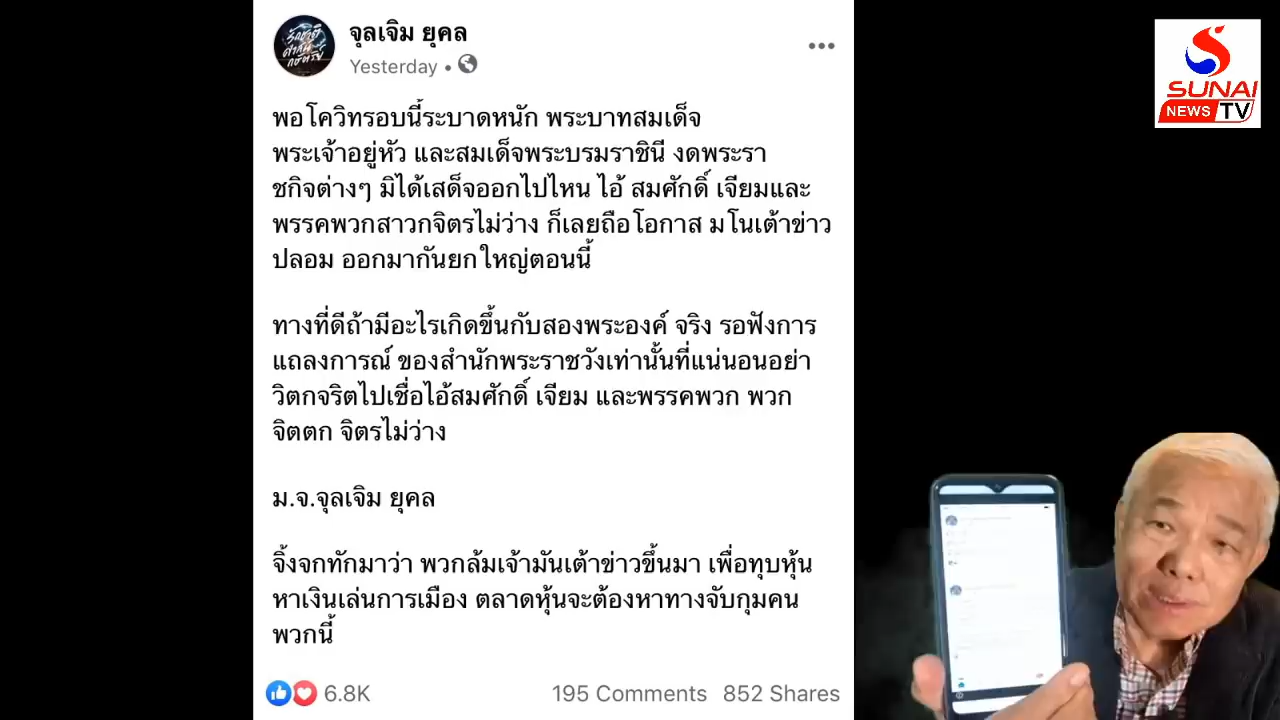 จุลเจิม ยุคล
Yesterday •
พอโควิทรอบนี้ระบาดหนัก พระบาทสมเด็จ
พระเจ้าอยู่หัว และสมเด็จพระบรมราชินี งดพระรา
ชกิจต่างๆ มิได้เสด็จออกไปไหน ไอ้ สมศักดิ์ เจียมและ
พรรคพวกสาวกจิตรไม่ว่าง ก็เลยถือโอกาส มโนเต้าข่าว
ปลอม ออกมากันยกใหญ่ตอนนี้
ทางที่ดีถ้ามีอะไรเกิดขึ้นกับสองพระองค์ จริง รอฟังการ
แถลงการณ์ ของสำนักพระราชวังเท่านั้นที่แน่นอนอย่า
วิตกจริตไปเชื่อไอ้สมศักดิ์ เจียม และพรรคพวก พวก
จิตตก จิตรไม่ว่าง
ม.จ.จุลเจิม ยุคล
จิ้งจกทักมาว่า พวกล้มเจ้ามันเต้าข่าวขึ้นมา เพื่อทุบหุ้น
หาเงินเล่นการเมือง ตลาดหุ้นจะต้องหาทางจับกุมคน
พวกนี้
6.8K 195 Comments 852 Shares
SUNAI
NEWS TV